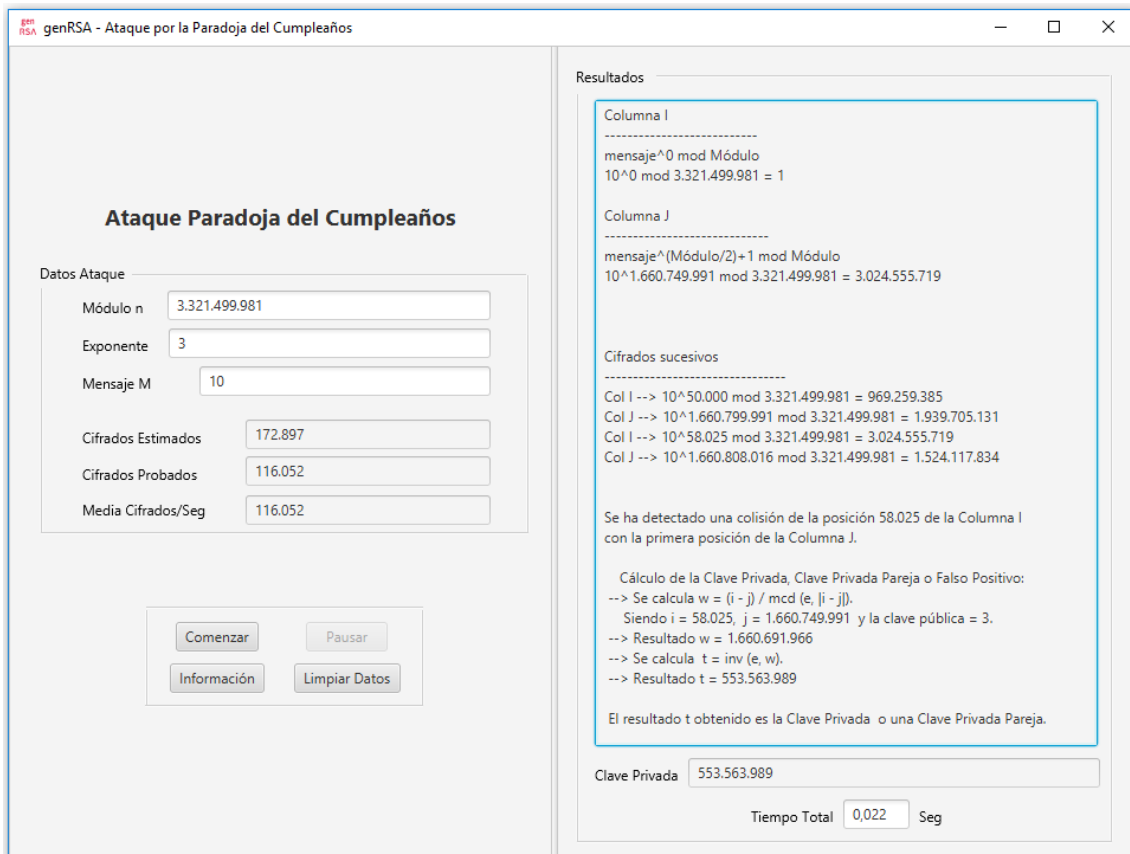 gen
RSA
genRSA - Ataque por la Paradoja del Cumpleaños
Ataque Paradoja del Cumpleaños
Datos Ataque
Módulo n 3.321.499.981
Exponente 3
Mensaje M 10
Cifrados Estimados 172.897
Cifrados Probados 116.052
Media Cifrados/Seg 116.052
Comenzar Pausar
Información Limpiar Datos
Resultados
Columna I
---------------------------
mensaje^0 mod Módulo
10^0 mod 3.321.499.981 = 1
Columna J
-----------------------------
mensaje^(Módulo/2)+1 mod Módulo
10^1.660.749.991 mod 3.321.499.981 = 3.024.555.719
Cifrados sucesivos
--------------------------------
Col I --> 10^50.000 mod 3.321.499.981 = 969.259.385
Col J --> 10^1.660.799.991 mod 3.321.499.981 = 1.939.705.131
Col I --> 10^58.025 mod 3.321.499.981 = 3.024.555.719
Col J --> 10^1.660.808.016 mod 3.321.499.981 = 1.524.117.834
Se ha detectado una colisión de la posición 58.025 de la Columna I
con la primera posición de la Columna J.
Cálculo de la Clave Privada, Clave Privada Pareja o Falso Positivo:
--> Se calcula w = (i - j) / mcd (e, |i - j|).
Siendo i = 58.025, j = 1.660.749.991 y la clave pública = 3.
--> Resultado w = 1.660.691.966
--> Se calcula t = inv (e, w).
--> Resultado t = 553.563.989
El resultado t obtenido es la Clave Privada o una Clave Privada Pareja.
Clave Privada 553.563.989
Tiempo Total 0,022 Seg